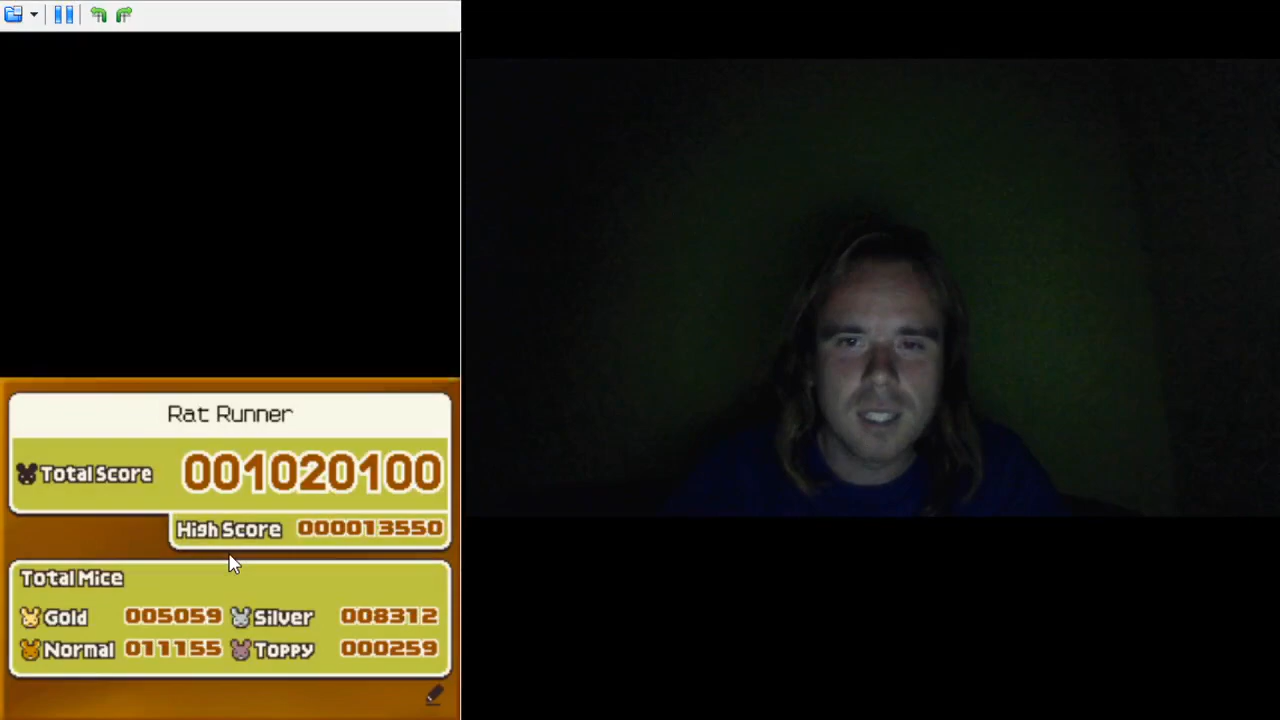 Rat Runner
Total Score 001020100
High Score 000013550
Total Mice
Gold 005059 Silver 008312
Normal 011155 Toppy 000259